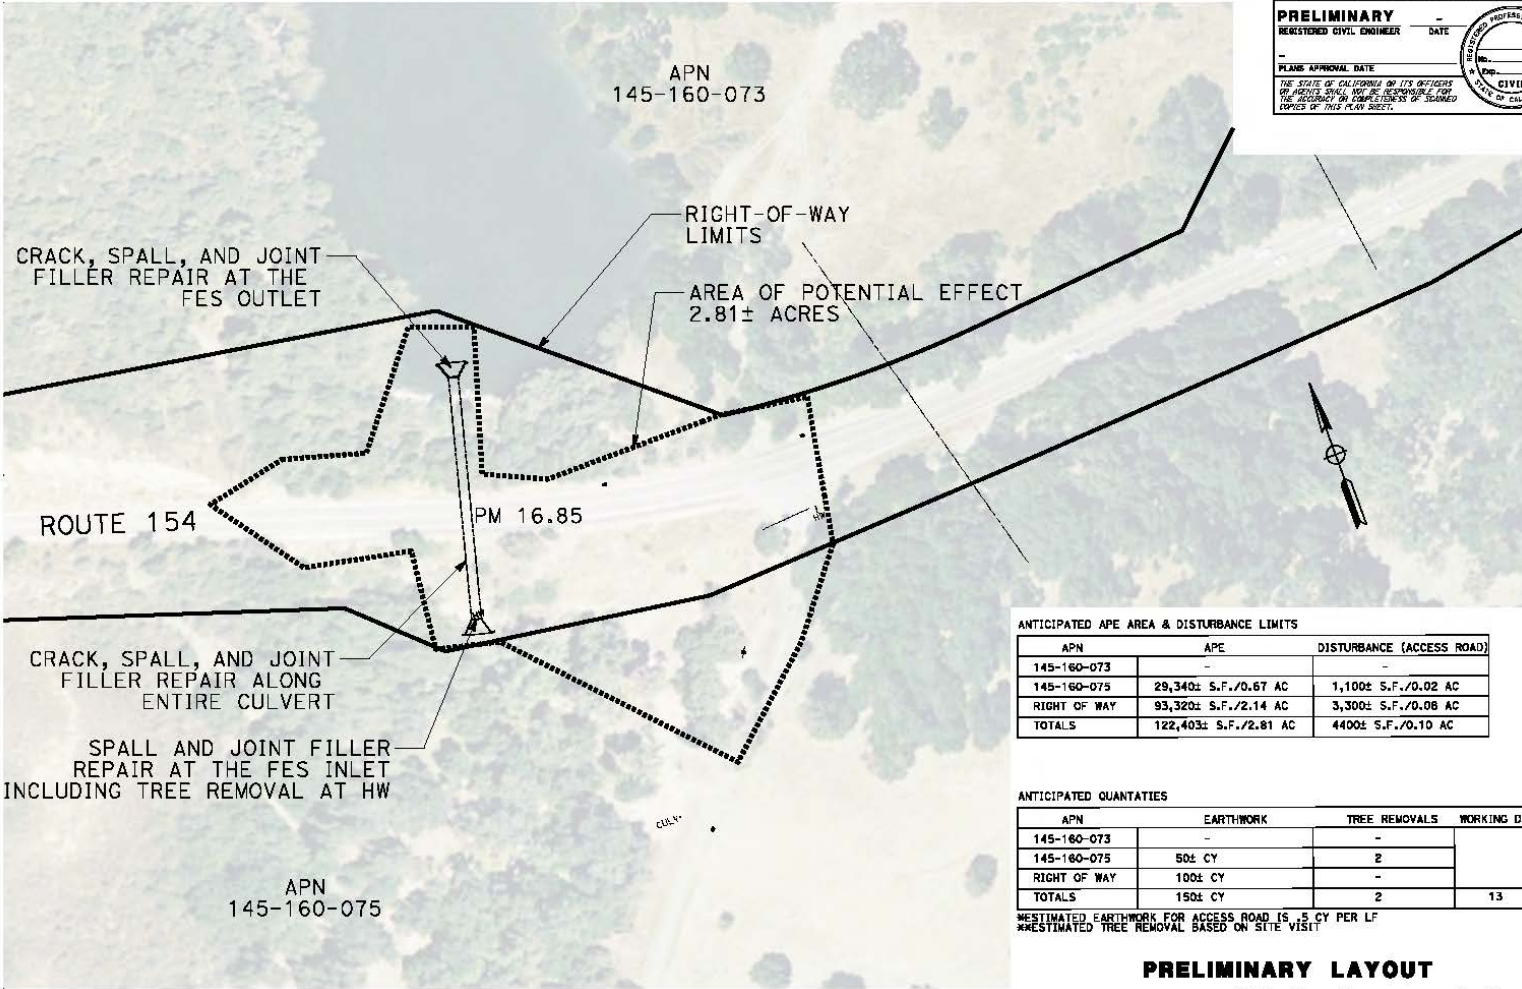 PRELIMINARY -
REGISTERED CIVIL ENGINEER DATE
-
PLANS APPROVAL DATE
THE STATE OF CALIFORNIA OR ITS OFFICERS
OR AGENTS SHALL NOT BE RESPONSIBLE FOR
THE ACCURACY OR COMPLETENESS OF SCANNED
COPIES OF THIS PLAN SHEET.
REGISTERED
No.
Exp.
STATE OF
APN
145-160-073
RIGHT-OF-WAY
LIMITS
CRACK, SPALL, AND JOINT
FILLER REPAIR AT THE
FES OUTLET
AREA OF POTENTIAL EFFECT
2.81± ACRES
ROUTE 154
PM 16.85
CRACK, SPALL, AND JOINT
FILLER REPAIR ALONG
ENTIRE CULVERT
SPALL AND JOINT FILLER
REPAIR AT THE FES INLET
INCLUDING TREE REMOVAL AT HW
CULV.
APN
145-160-075
ANTICIPATED APE AREA & DISTURBANCE LIMITS
APN APE DISTURBANCE (ACCESS ROAD)
145-160-073 - -
145-160-075 29,340± S.F./0.67 AC 1,100± S.F./0.02 AC
RIGHT OF WAY 93,320± S.F./2.14 AC 3,300± S.F./0.08 AC
TOTALS 122,403± S.F./2.81 AC 4400± S.F./0.10 AC
ANTICIPATED QUANTATIES
APN EARTHWORK TREE REMOVALS WORKING D
145-160-073 - -
145-160-075 50± CY 2
RIGHT OF WAY 100± CY -
TOTALS 150± CY 2 13
*ESTIMATED EARTHWORK FOR ACCESS ROAD IS .5 CY PER LF
**ESTIMATED TREE REMOVAL BASED ON SITE VISIT
PRELIMINARY LAYOUT